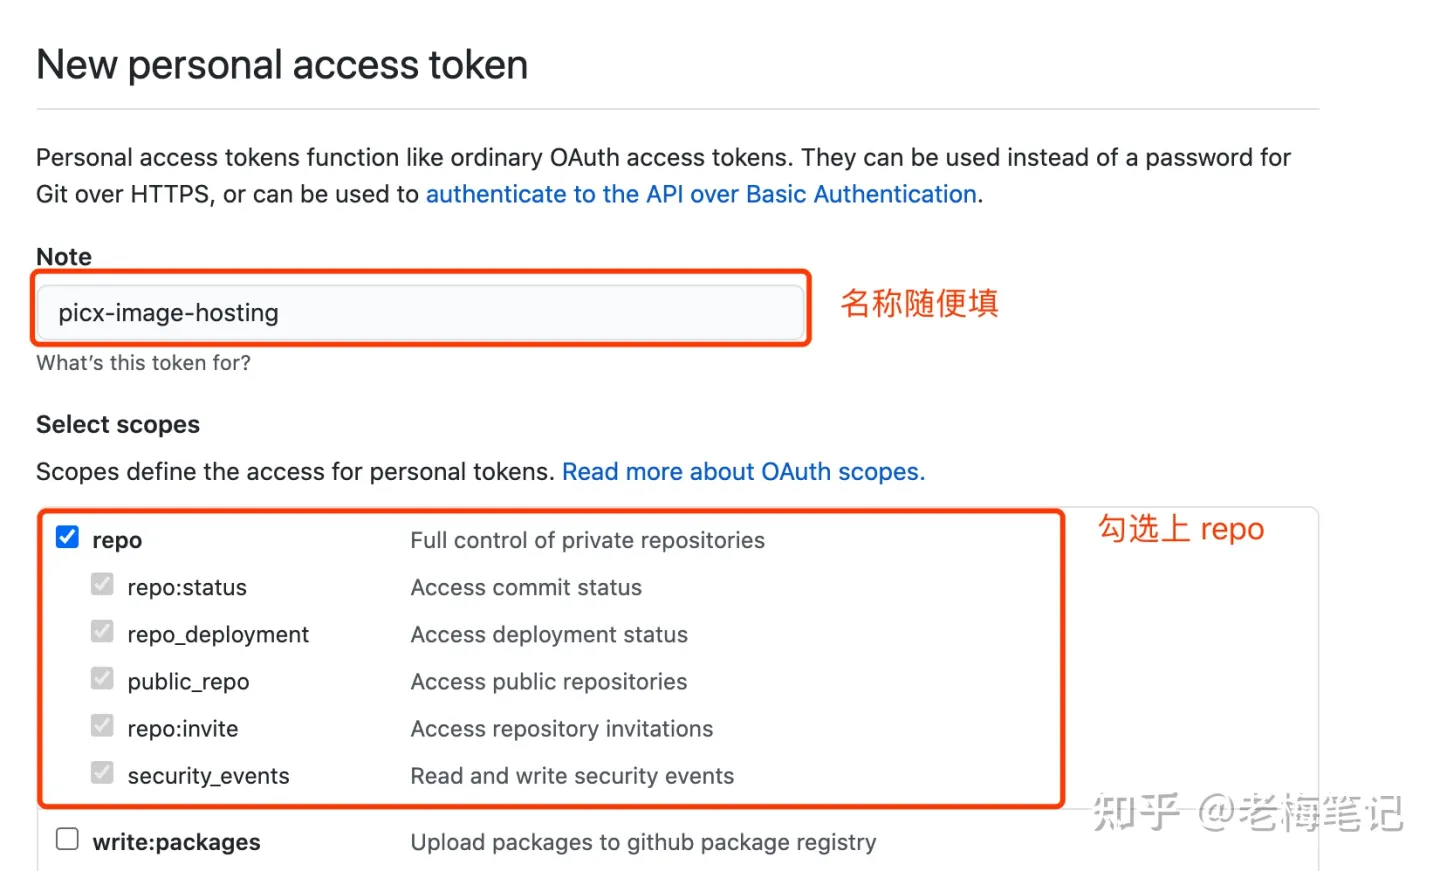 New personal access token
Personal access tokens function like ordinary OAuth access tokens. They can be used instead of a password for
Git over HTTPS, or can be used to authenticate to the API over Basic Authentication.
Note
picx-image-hosting
名称随便填
What's this token for?
Select scopes
Scopes define the access for personal tokens. Read more about OAuth scopes.
repo Full control of private repositories
勾选上 repo
repo:status Access commit status
repo_deployment Access deployment status
public_repo Access public repositories
repo:invite Access repository invitations
security_events Read and write security events
知乎 @老梅笔记
write:packages Upload packages to github package registry